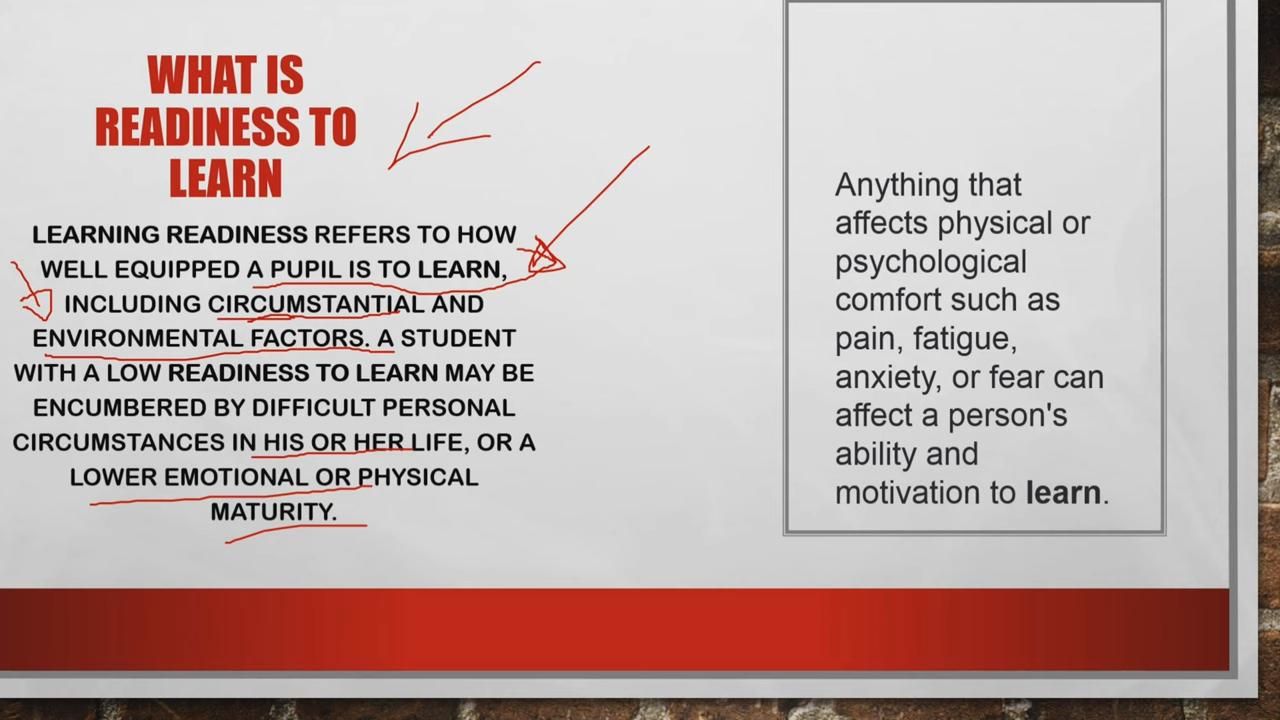 WHAT IS
READINESS TO
LEARN
LEARNING READINESS REFERS TO HOW
WELL EQUIPPED A PUPIL IS TO LEARN,
INCLUDING CIRCUMSTANTIAL AND
ENVIRONMENTAL FACTORS. A STUDENT
WITH A LOW READINESS TO LEARN MAY BE
ENCUMBERED BY DIFFICULT PERSONAL
CIRCUMSTANCES IN HIS OR HER LIFE, OR A
LOWER EMOTIONAL OR PHYSICAL
MATURITY.
Anything that
affects physical or
psychological
comfort such as
pain, fatigue,
anxiety, or fear can
affect a person's
ability and
motivation to learn.